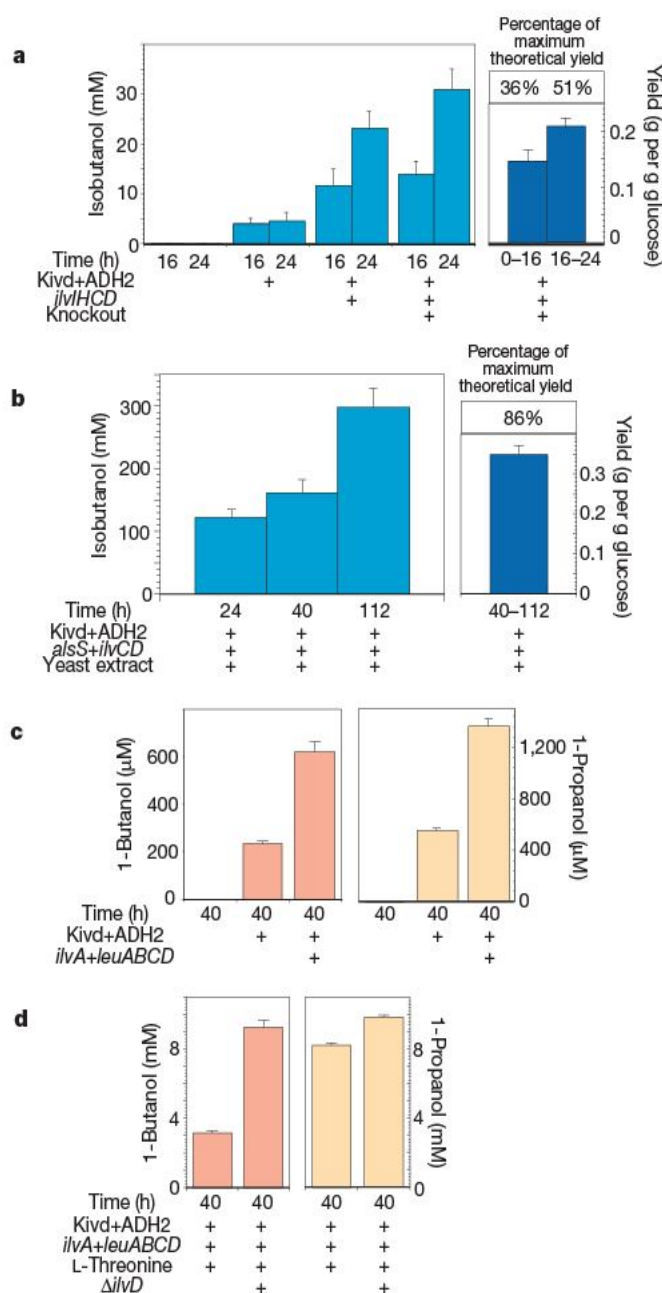 a
Percentage of
maximum
theoretical yield
36% 51%
Isobutanol (mM)
30
20
10
0
Yield (g per g glucose)
0.2
0.1
0
Time (h) 16 24 16 24 16 24 16 24 0–16 16–24
Kivd+ADH2 + + + +
ilvIHCD + + +
Knockout + +
b
Percentage of
maximum
theoretical yield
86%
Isobutanol (mM)
300
200
100
0
Yield (g per g glucose)
0.3
0.2
0.1
0
Time (h) 24 40 112 40–112
Kivd+ADH2 + + + +
alsS+ilvCD + + + +
Yeast extract + + + +
c
1-Butanol (µM)
600
400
200
0
1-Propanol (µM)
1,200
800
400
0
Time (h) 40 40 40 40 40 40
Kivd+ADH2 + + + +
ilvA+leuABCD + +
d
1-Butanol (mM)
8
4
0
1-Propanol (mM)
8
4
0
Time (h) 40 40 40 40
Kivd+ADH2 + + + +
ilvA+leuABCD + + + +
L-Threonine + + + +
ΔilvD + +